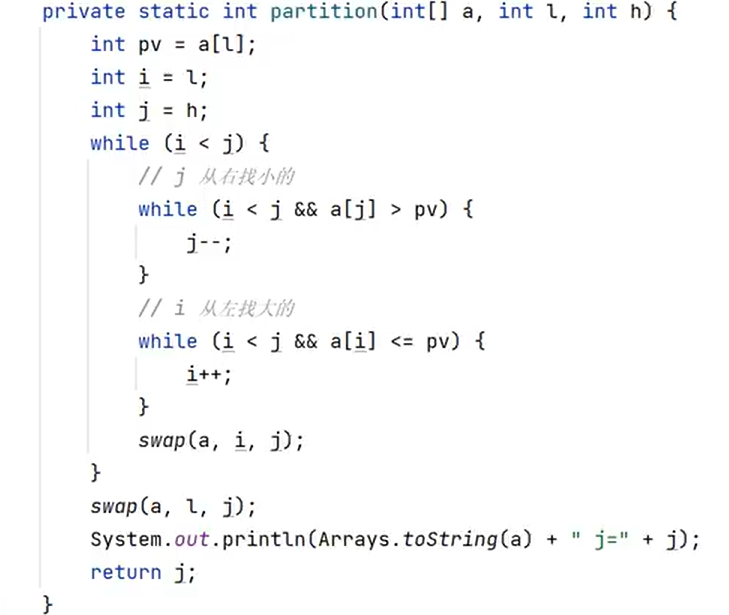 private static int partition(int[] a, int l, int h) {
    int pv = a[l];
    int i = l;
    int j = h;
    while (i < j) {
        // j 从右找小的
        while (i < j && a[j] > pv) {
            j--;
        }
        // i 从左找大的
        while (i < j && a[i] <= pv) {
            i++;
        }
        swap(a, i, j);
    }
    swap(a, l, j);
    System.out.println(Arrays.toString(a) + " j=" + j);
    return j;
}